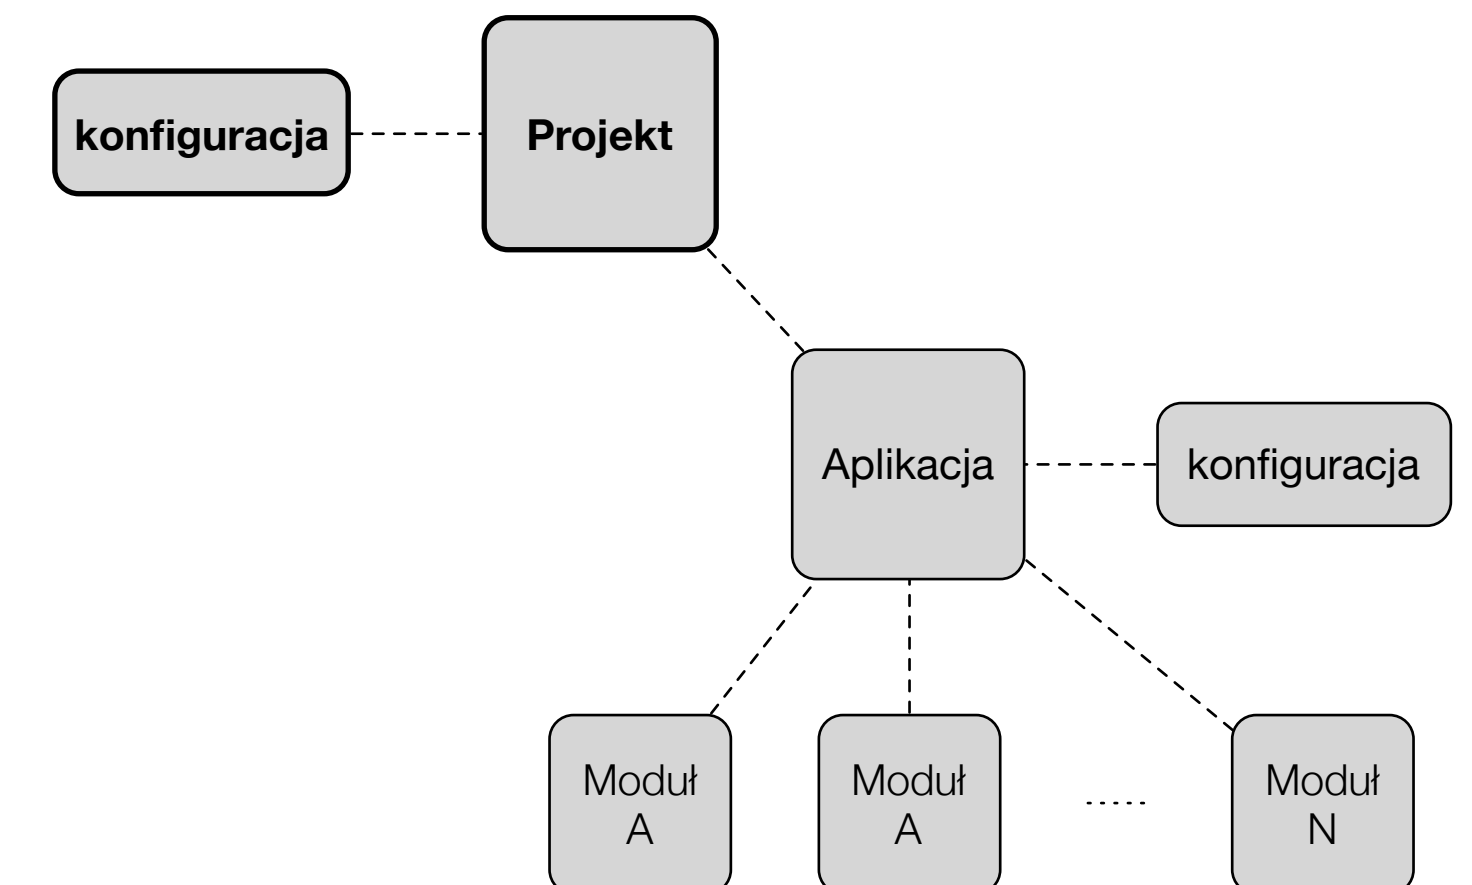 konfiguracja
Projekt
Aplikacja
konfiguracja
Moduł
A
Moduł
A
.....
Moduł
N